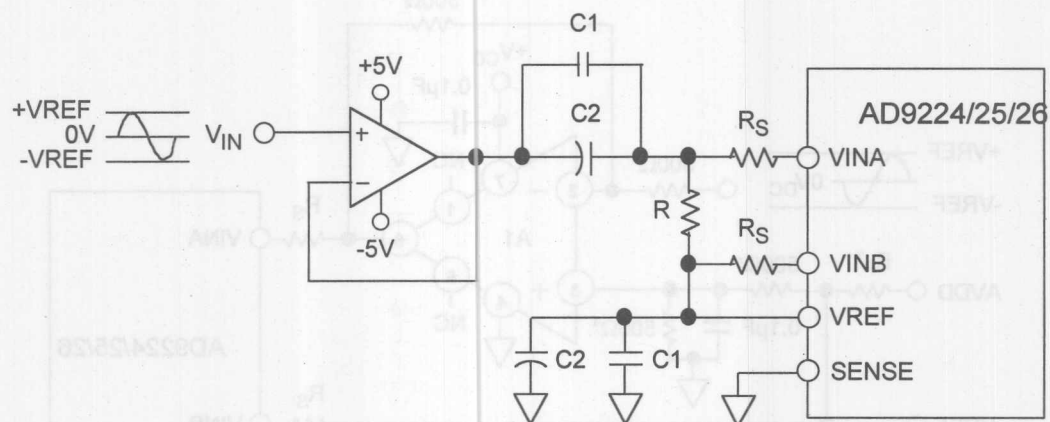 C1
+5V
C2
+VREF
0V
-VREF
VIN
+
−
-5V
RS
AD9224/25/26
VINA
R
RS
VINB
VREF
C2
C1
SENSE